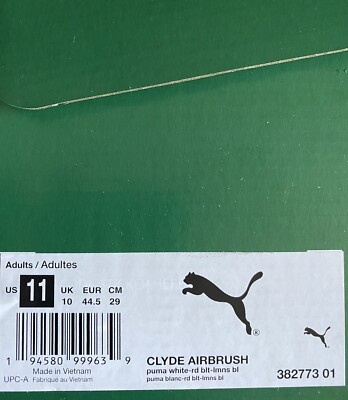 Adults / Adultes
US 11 UK EUR CM
10 44.5 29
®
1 94580 99963 9
Made in Vietnam
UPC-A Fabriqué au Vietnam
CLYDE AIRBRUSH
puma white-rd blt-lmns bl
puma blanc-rd blt-lmns bl
382773 01